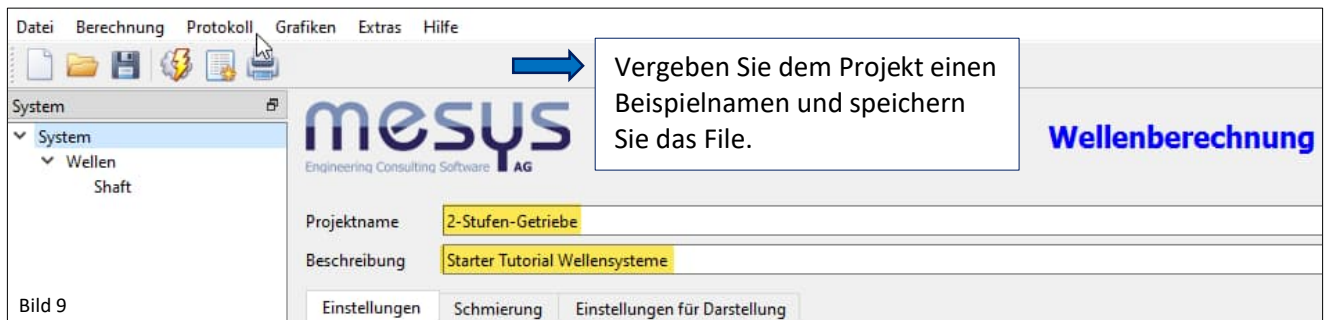 Datei Berechnung Protokoll Grafiken Extras Hilfe
Vergeben Sie dem Projekt einen
Beispielnamen und speichern
Sie das File.
System
System
Wellen
Shaft
mesys
Engineering Consulting Software AG
Wellenberechnung
Projektname 2-Stufen-Getriebe
Beschreibung Starter Tutorial Wellensysteme
Einstellungen Schmierung Einstellungen für Darstellung
Bild 9